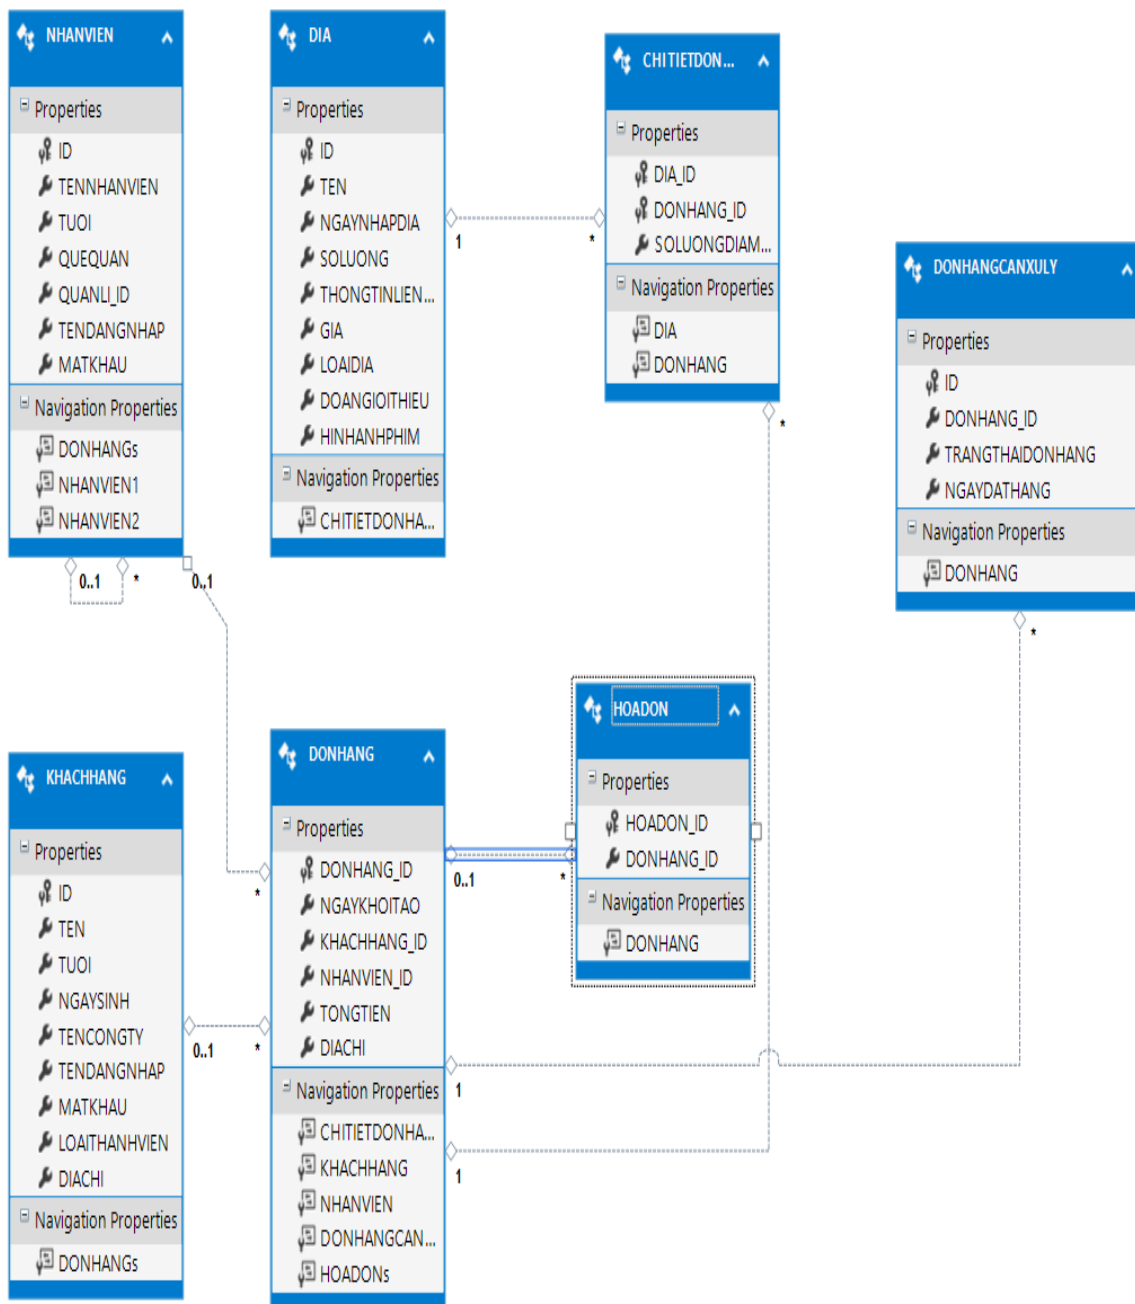 NHANVIEN
Properties
ID
TENNHANVIEN
TUOI
QUEQUAN
QUANLI_ID
TENDANGNHAP
MATKHAU
Navigation Properties
DONHANGs
NHANVIEN1
NHANVIEN2
0..1
*
0..1
DIA
Properties
ID
TEN
NGAYNHAPDIA
SOLUONG
THONGTINLIEN...
GIA
LOAIDIA
DOANGIOITHIEU
HINHANHPHIM
Navigation Properties
CHITIETDONHA...
1
*
CHITIETDON...
Properties
DIA_ID
DONHANG_ID
SOLUONGDIAM...
Navigation Properties
DIA
DONHANG
*
DONHANGCANXULY
Properties
ID
DONHANG_ID
TRANGTHAIDONHANG
NGAYDATHANG
Navigation Properties
DONHANG
*
KHACHHANG
Properties
ID
TEN
TUOI
NGAYSINH
TENCONGTY
TENDANGNHAP
MATKHAU
LOAITHANHVIEN
DIACHI
Navigation Properties
DONHANGs
0..1
*
*
DONHANG
Properties
DONHANG_ID
NGAYKHOITAO
KHACHHANG_ID
NHANVIEN_ID
TONGTIEN
DIACHI
Navigation Properties
CHITIETDONHA...
KHACHHANG
NHANVIEN
DONHANGCAN...
HOADONs
0..1
*
1
1
HOADON
Properties
HOADON_ID
DONHANG_ID
Navigation Properties
DONHANG